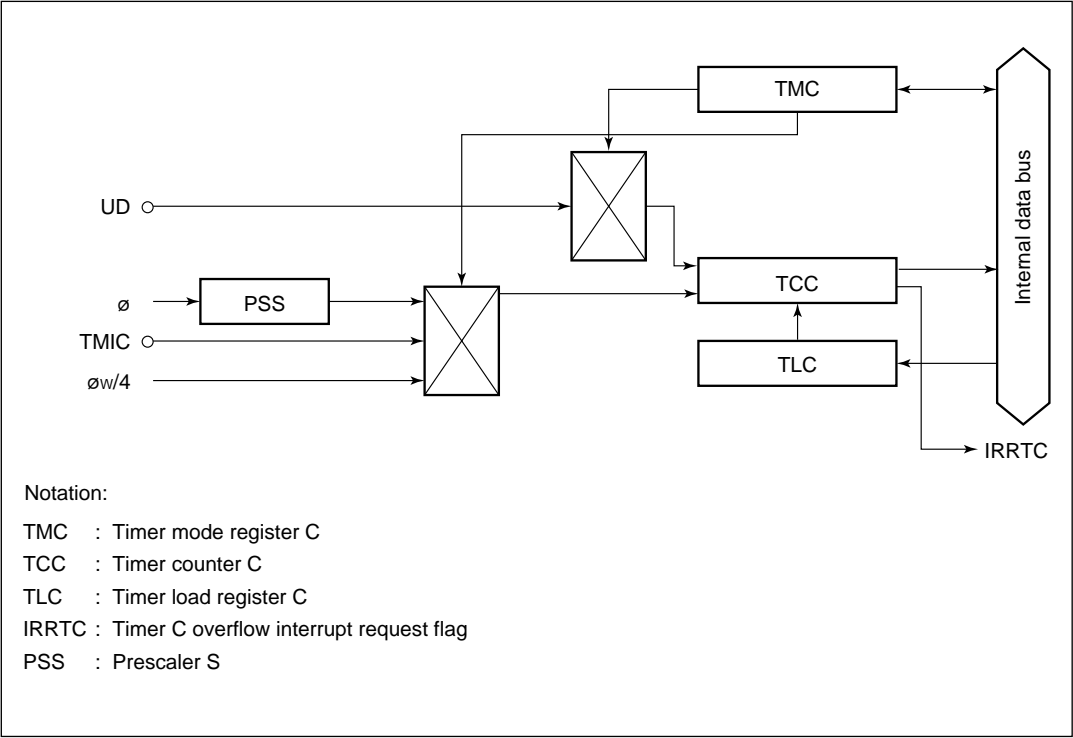 TMC
Internal data bus
UD
TCC
ø
PSS
TMIC
TLC
øw/4
IRRTC
Notation:
TMC : Timer mode register C
TCC : Timer counter C
TLC : Timer load register C
IRRTC : Timer C overflow interrupt request flag
PSS : Prescaler S